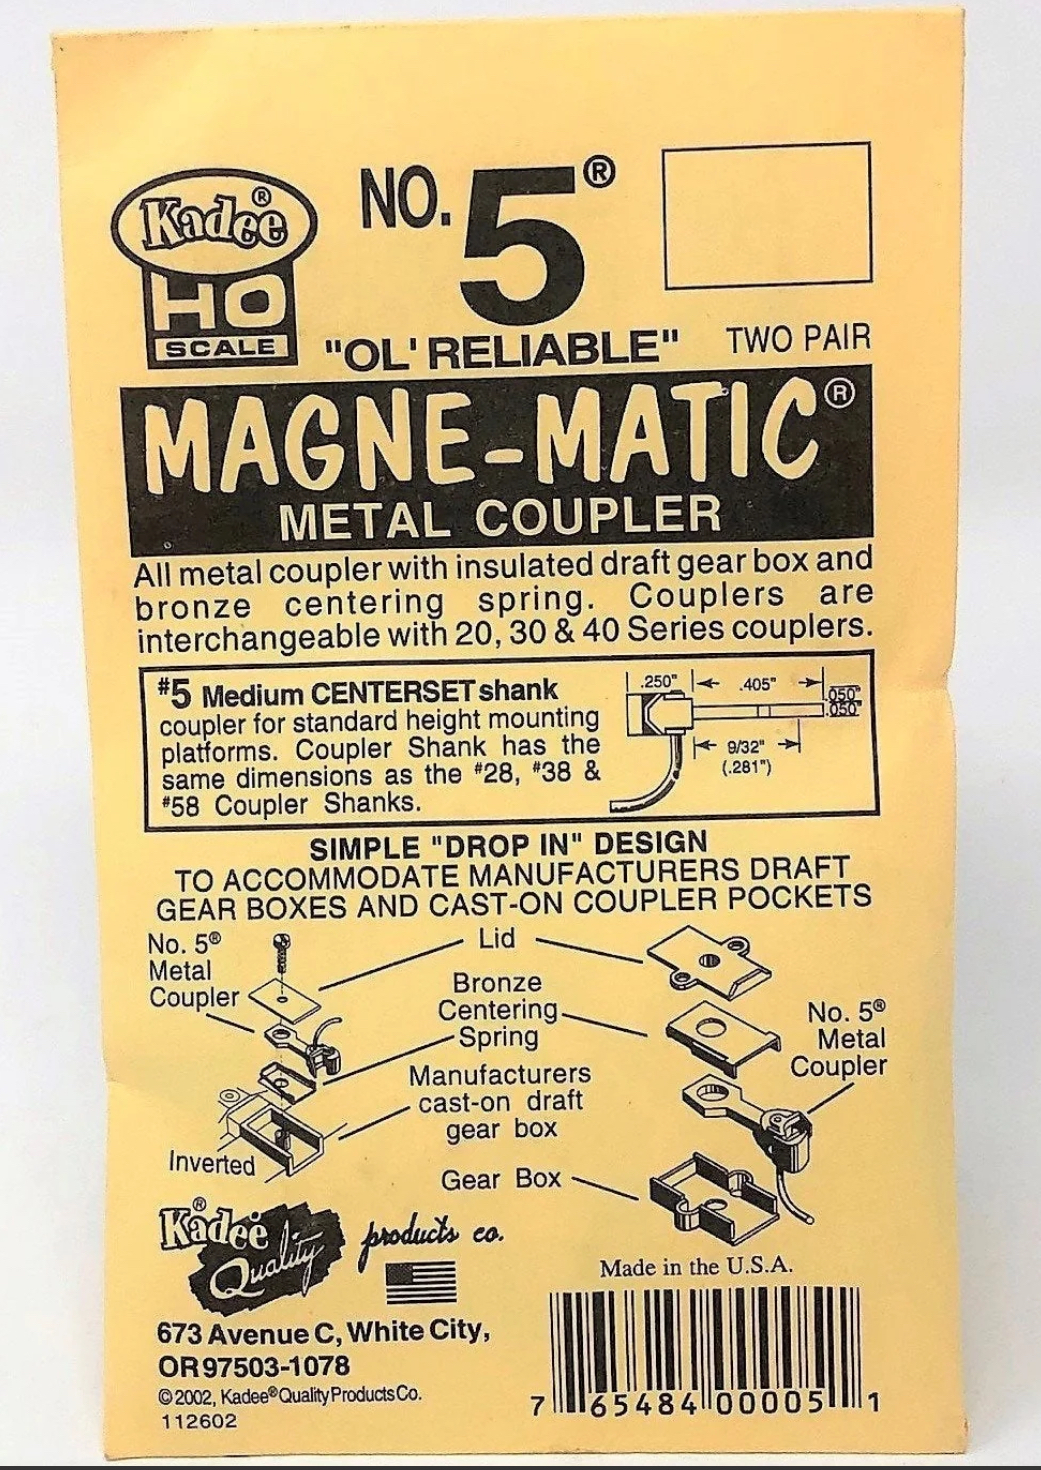 Kadee®
HO
SCALE
NO. 5®
"OL' RELIABLE"
TWO PAIR
MAGNE-MATIC®
METAL COUPLER
All metal coupler with insulated draft gear box and
bronze centering spring. Couplers are
interchangeable with 20, 30 & 40 Series couplers.
#5 Medium CENTERSET shank
coupler for standard height mounting
platforms. Coupler Shank has the
same dimensions as the #28, #38 &
#58 Coupler Shanks.
.250" .405" .050"
.050"
9/32"
(.281")
SIMPLE "DROP IN" DESIGN
TO ACCOMMODATE MANUFACTURERS DRAFT
GEAR BOXES AND CAST-ON COUPLER POCKETS
No. 5®
Metal
Coupler
Lid
Bronze
Centering
Spring
No. 5®
Metal
Coupler
Manufacturers
cast-on draft
gear box
Inverted
Gear Box
Kadee®
Quality
products co.
Made in the U.S.A.
673 Avenue C, White City,
OR 97503-1078
© 2002, Kadee® Quality Products Co.
112602
7 65484 00005 1